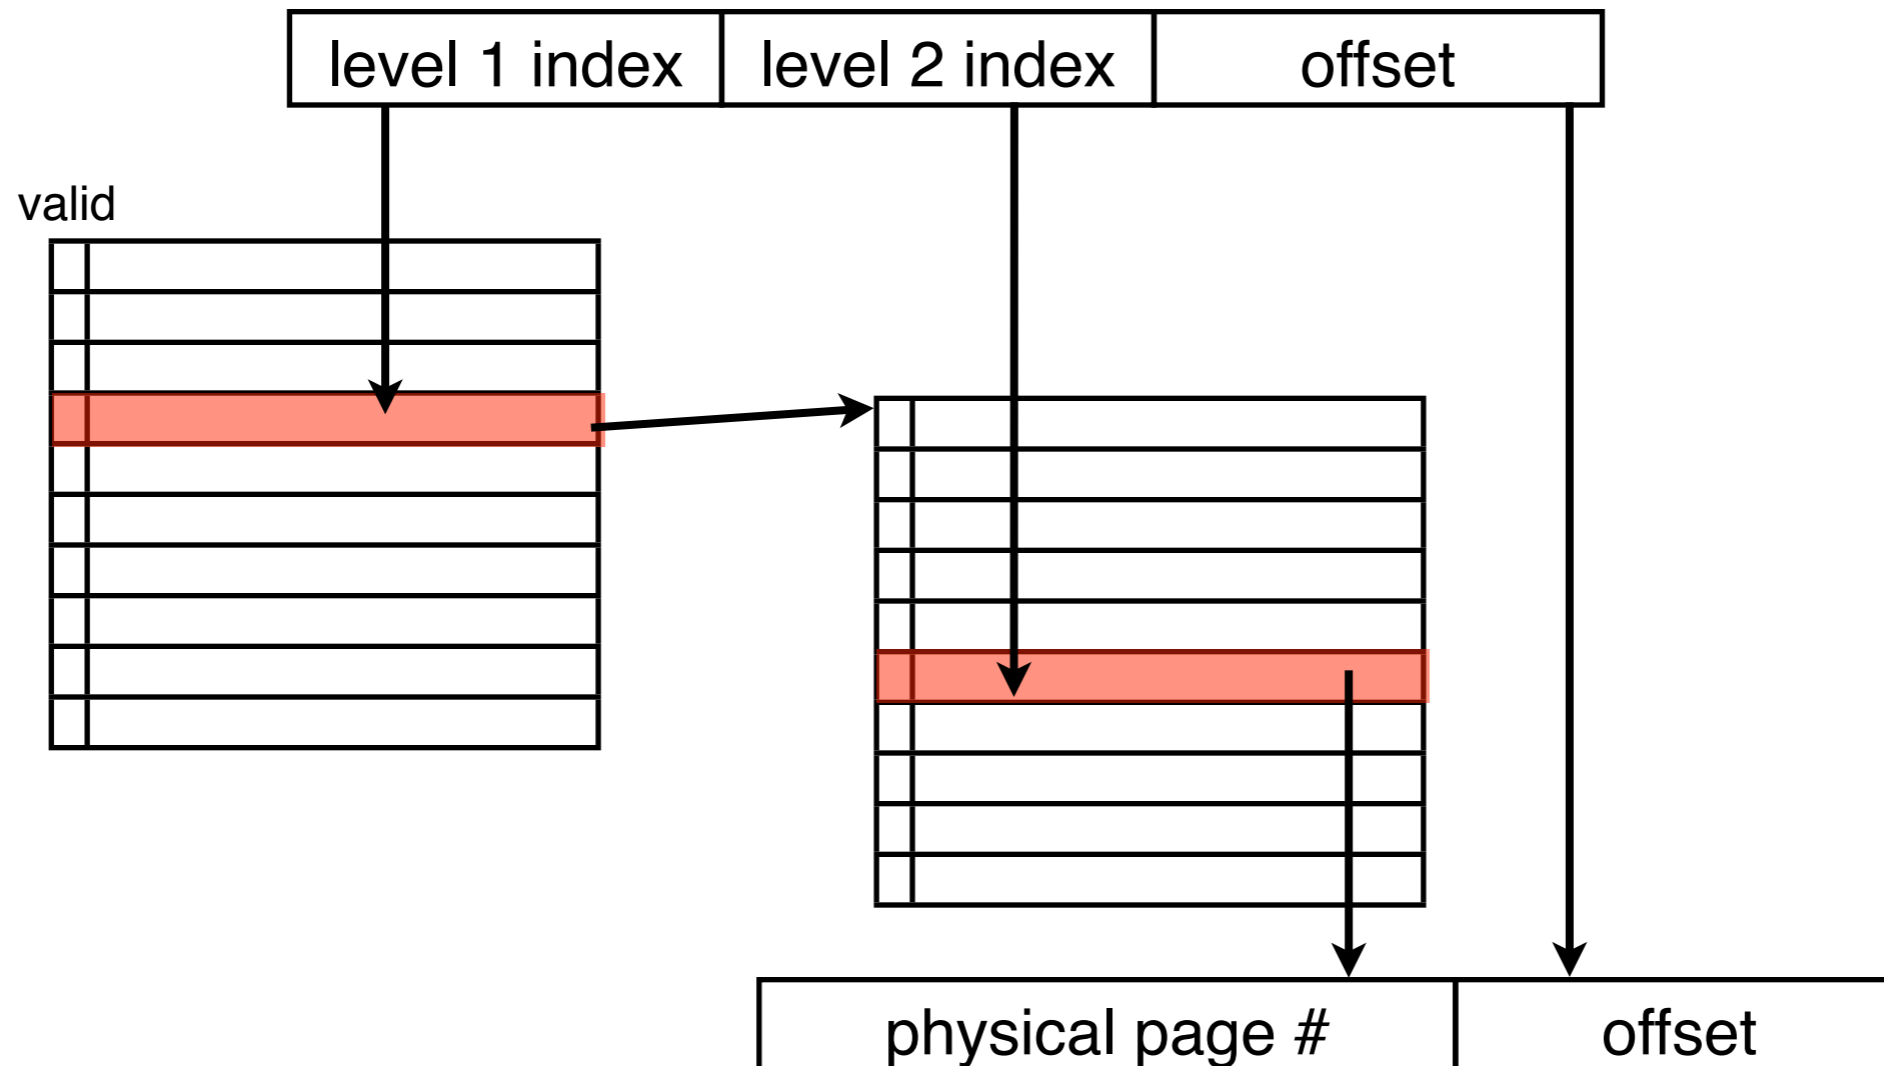 level 1 index level 2 index offset
valid
physical page # offset